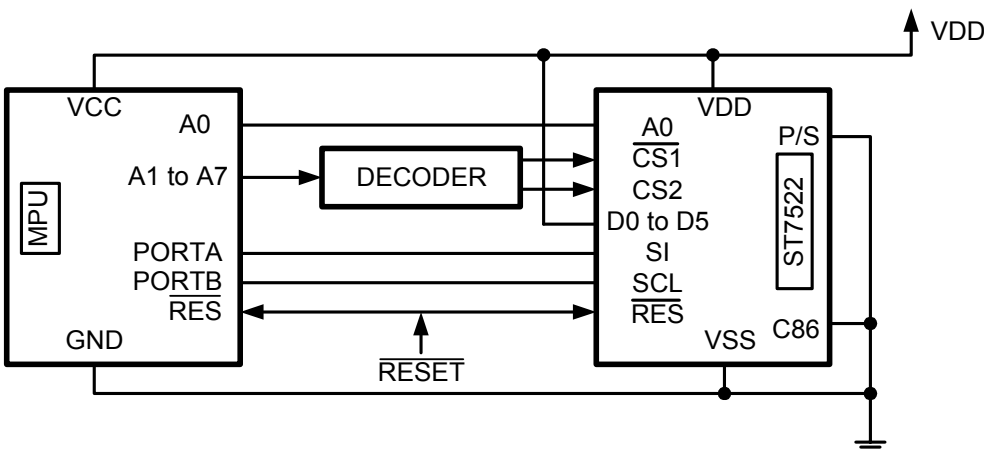 VDD
VCC
A0
A1 to A7
MPU
PORTA
PORTB
RES
GND
DECODER
RESET
VDD
A0
CS1
CS2
D0 to D5
SI
SCL
RES
VSS
P/S
ST7522
C86